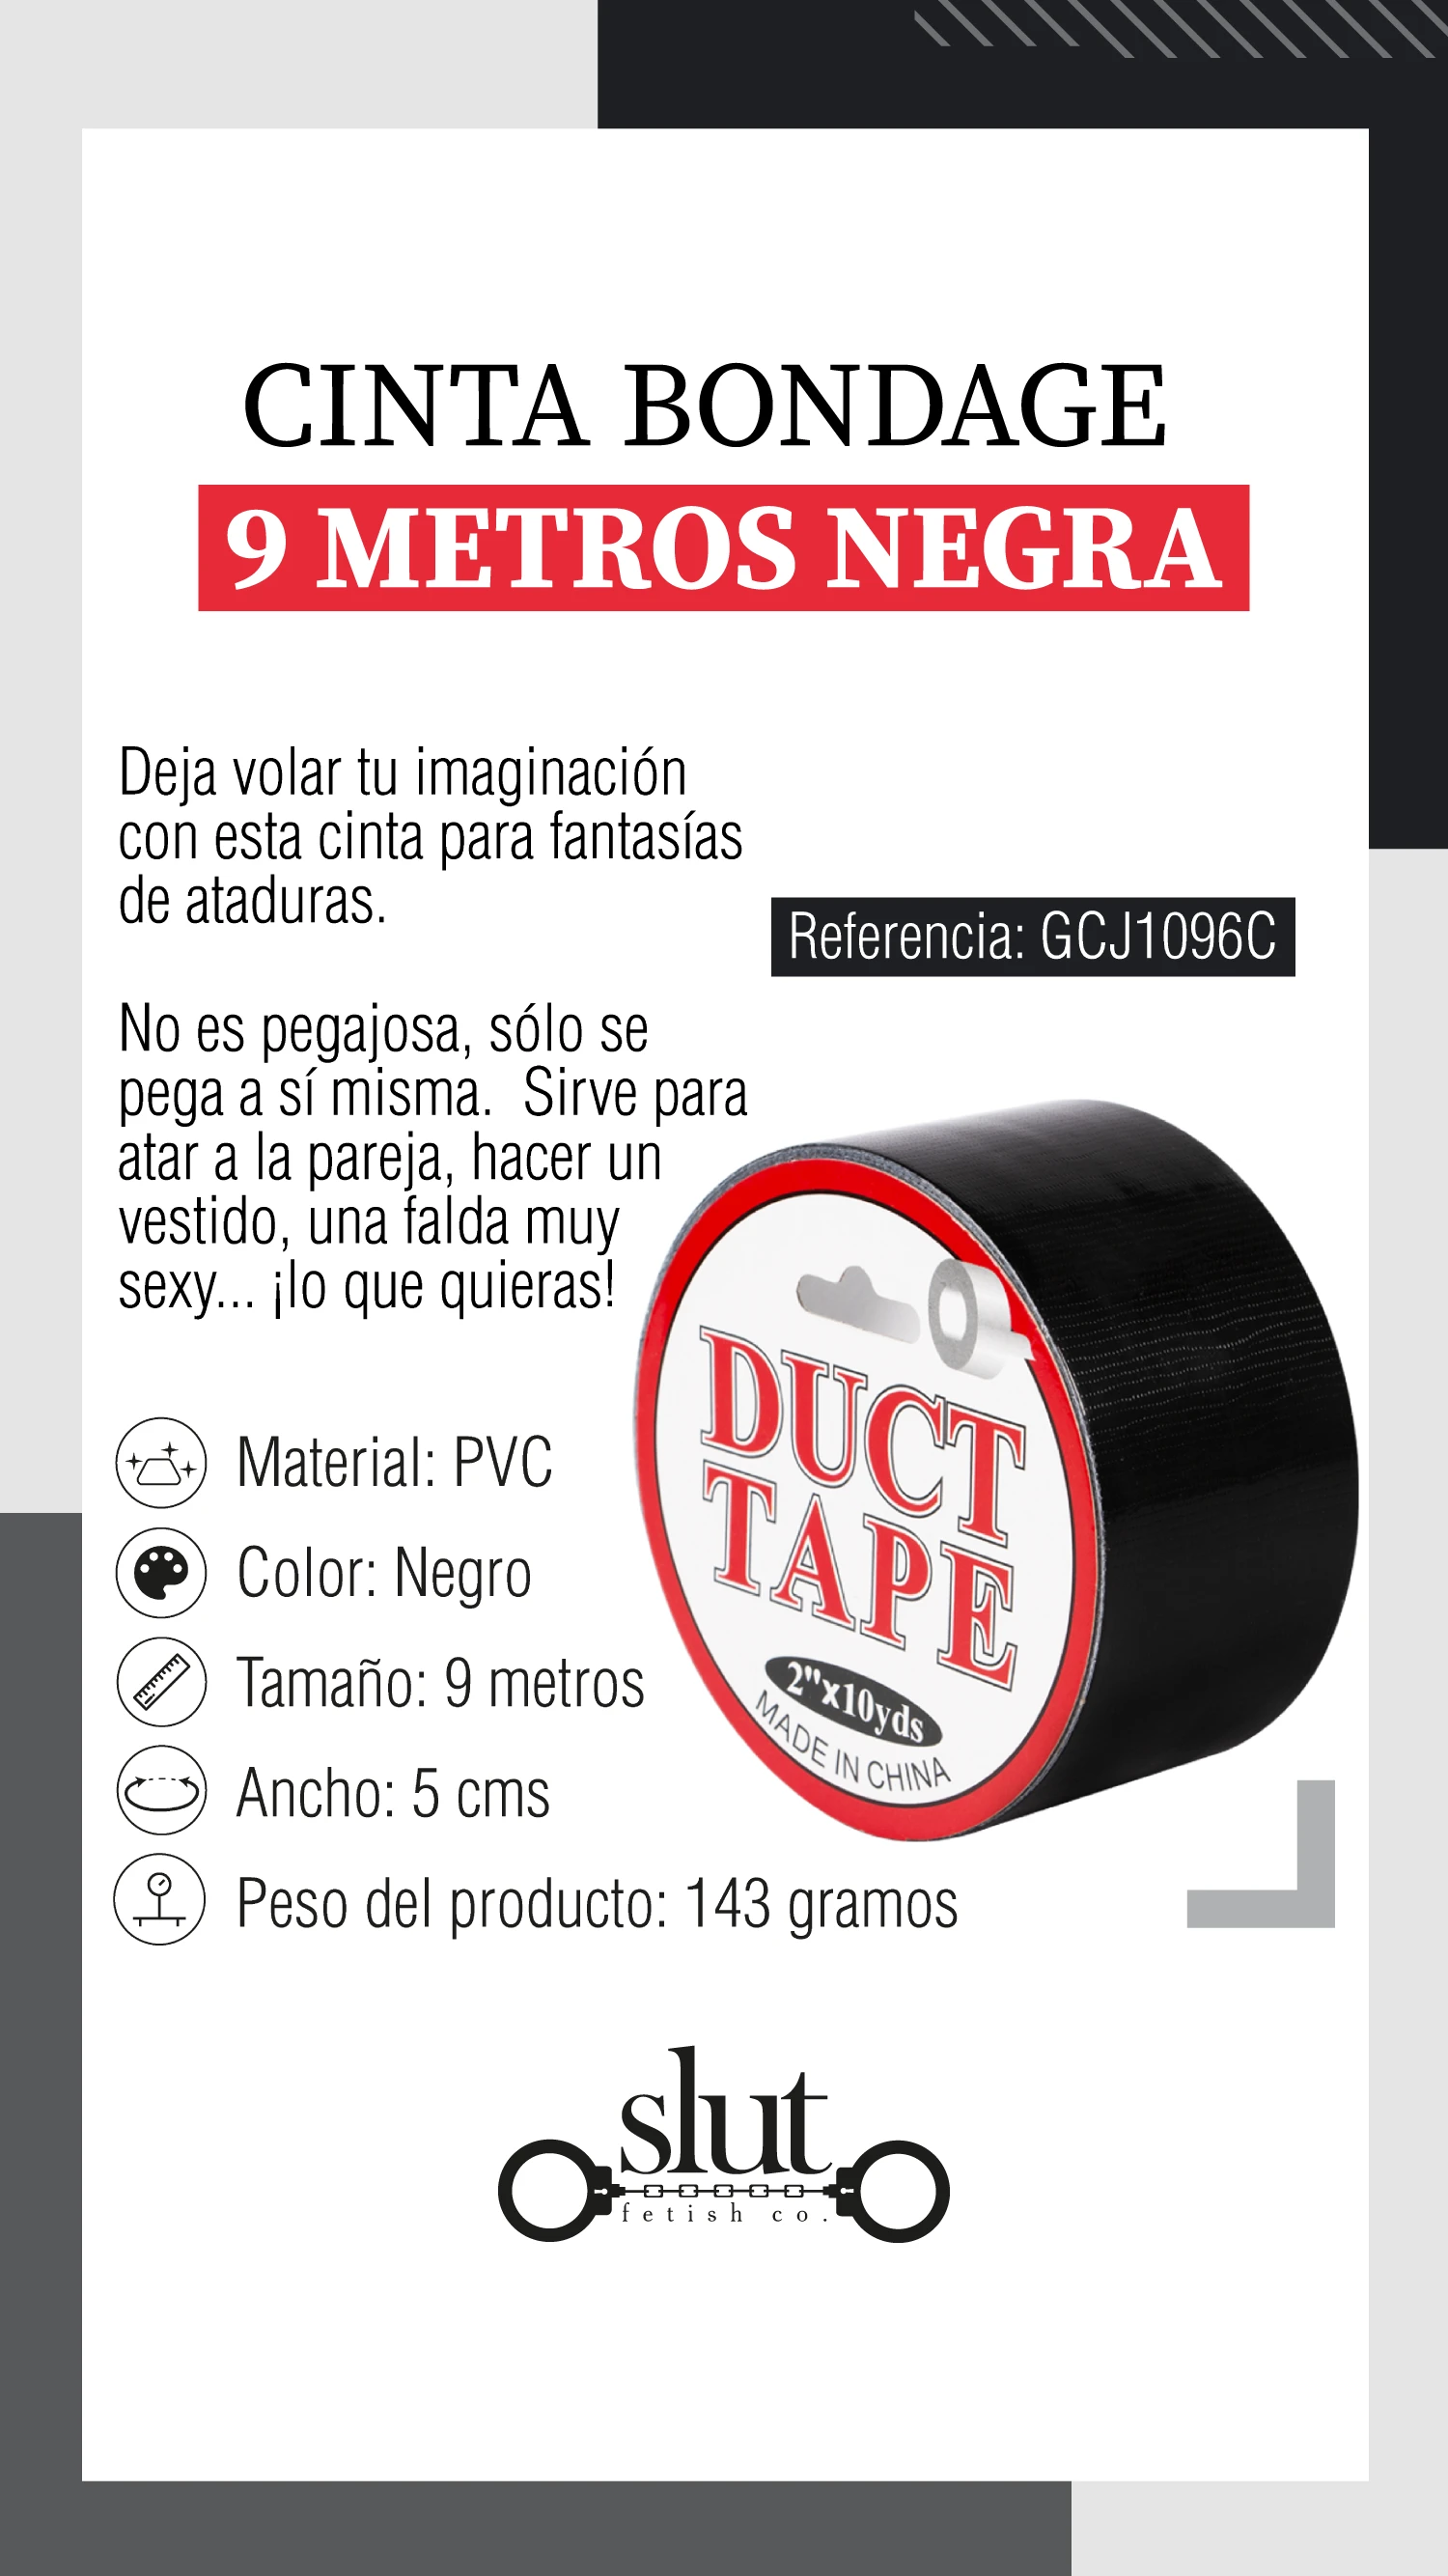 CINTA BONDAGE
9 METROS NEGRA
Deja volar tu imaginación
con esta cinta para fantasías
de ataduras.
Referencia: GCJ1096C
No es pegajosa, sólo se
pega a sí misma.  Sirve para
atar a la pareja, hacer un
vestido, una falda muy
sexy... ¡lo que quieras!
DUCT
TAPE
2"x10yds
MADE IN CHINA
Material: PVC
Color: Negro
Tamaño: 9 metros
Ancho: 5 cms
Peso del producto: 143 gramos
slut
fetish co.